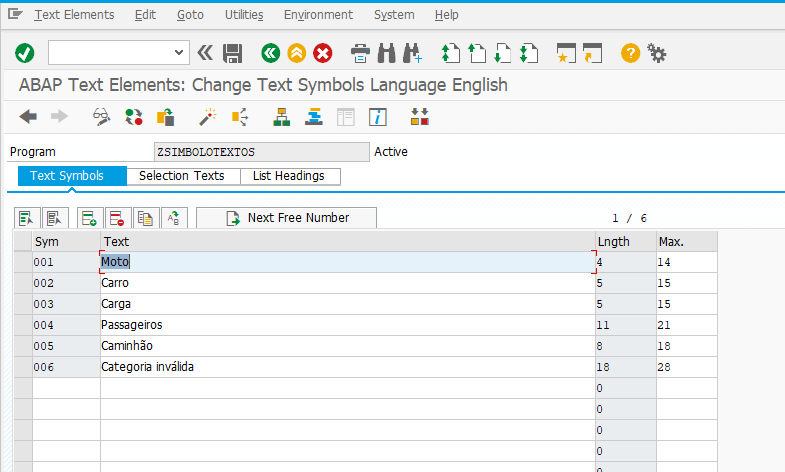 Text Elements Edit Goto Utilities Environment System Help
ABAP Text Elements: Change Text Symbols Language English
Program ZSIMBOLOTEXTOS Active
Text Symbols Selection Texts List Headings
Next Free Number 1 / 6
Sym Text Lngth Max.
001 Moto 4 14
002 Carro 5 15
003 Carga 5 15
004 Passageiros 11 21
005 Caminhão 8 18
006 Categoria inválida 18 28
0
0
0
0
0